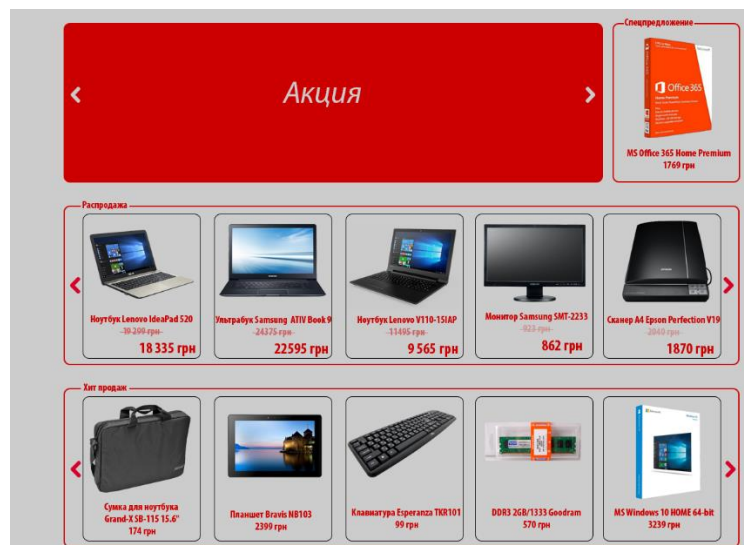 Спецпредложение
Акция
Office 365
MS Office 365 Home Premium
1769 грн
Распродажа
Ноутбук Lenovo IdeaPad 520
19 299 грн
18 335 грн
Ультрабук Samsung ATIV Book 9
24375 грн
22595 грн
Ноутбук Lenovo V110-15IAP
11495 грн
9 565 грн
Монитор Samsung SMT-2233
862 грн
Сканер А4 Epson Perfection V19
1870 грн
Хит продаж
Сумка для ноутбука
Grand-X SB-115 15.6"
174 грн
Планшет Bravis NB103
2399 грн
Клавиатура Esperanza TKR101
99 грн
DDR3 2GB/1333 Goodram
570 грн
MS Windows 10 HOME 64-bit
3239 грн